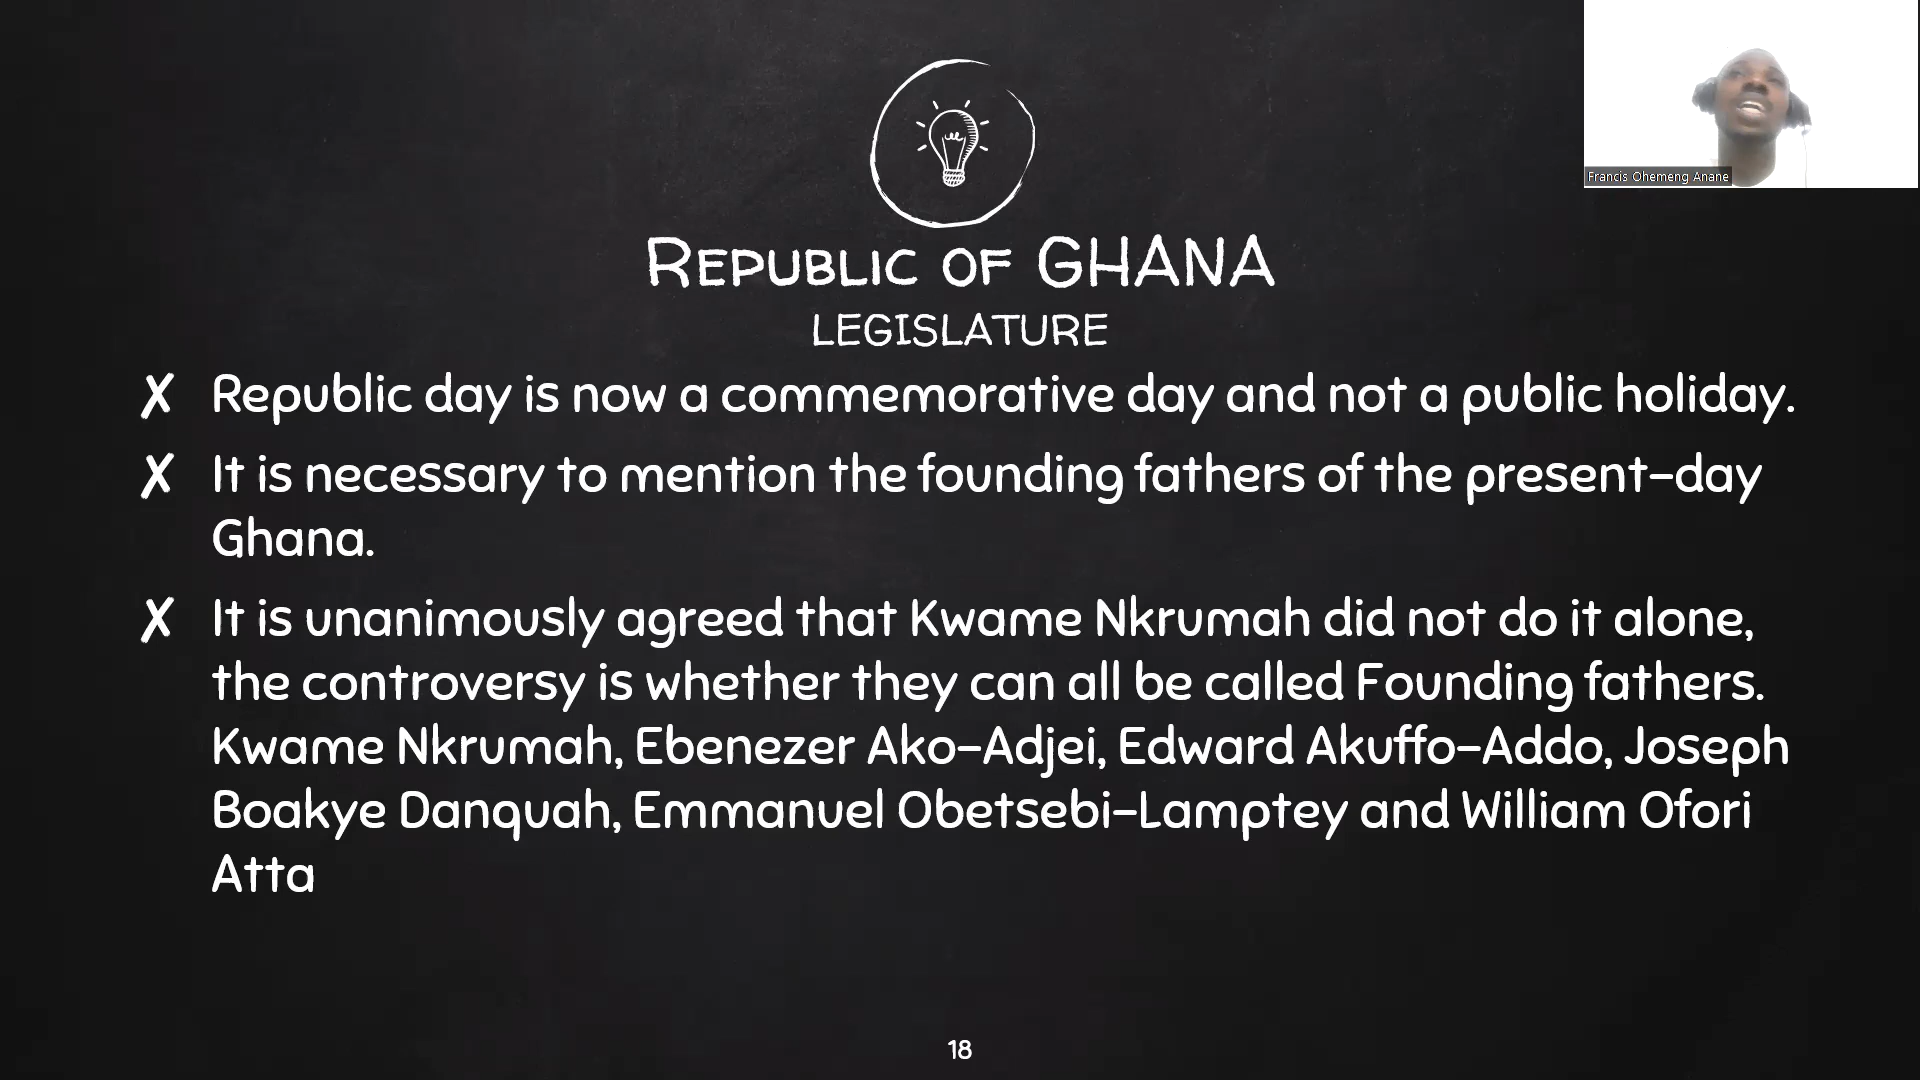 Francis Ohemeng Anane
Republic of GHANA
LEGISLATURE
✗ Republic day is now a commemorative day and not a public holiday.
✗ It is necessary to mention the founding fathers of the present-day
Ghana.
✗ It is unanimously agreed that Kwame Nkrumah did not do it alone,
the controversy is whether they can all be called Founding fathers.
Kwame Nkrumah, Ebenezer Ako-Adjei, Edward Akuffo-Addo, Joseph
Boakye Danquah, Emmanuel Obetsebi-Lamptey and William Ofori
Atta
18